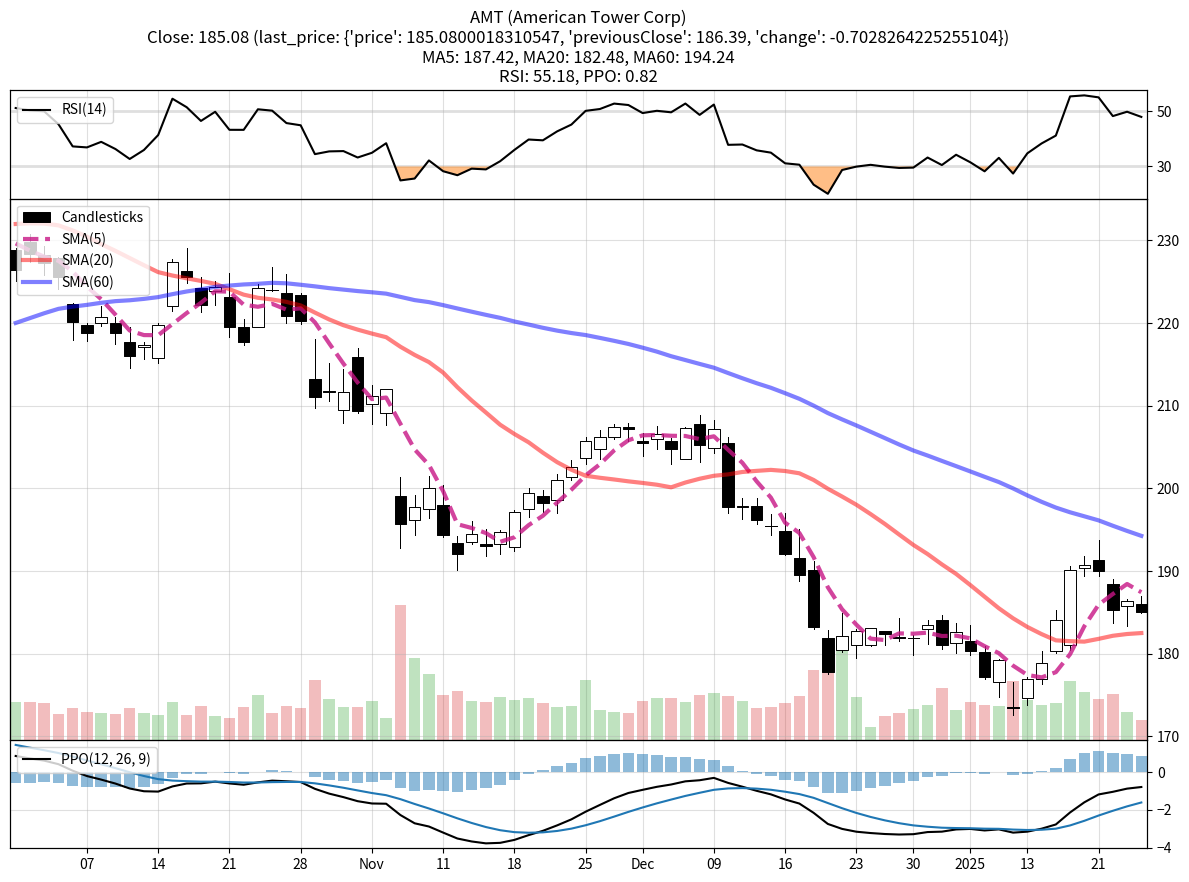 AMT (American Tower Corp)
Close: 185.08 (last_price: {'price': 185.0800018310547, 'previousClose': 186.39, 'change': -0.7028264225255104})
MA5: 187.42, MA20: 182.48, MA60: 194.24
RSI: 55.18, PPO: 0.82
RSI(14)
50
30
Candlesticks
SMA(5)
SMA(20)
SMA(60)
230
220
210
200
190
180
170
PPO(12, 26, 9)
0
−2
−4
07 14 21 28 Nov 11 18 25 Dec 09 16 23 30 2025 13 21